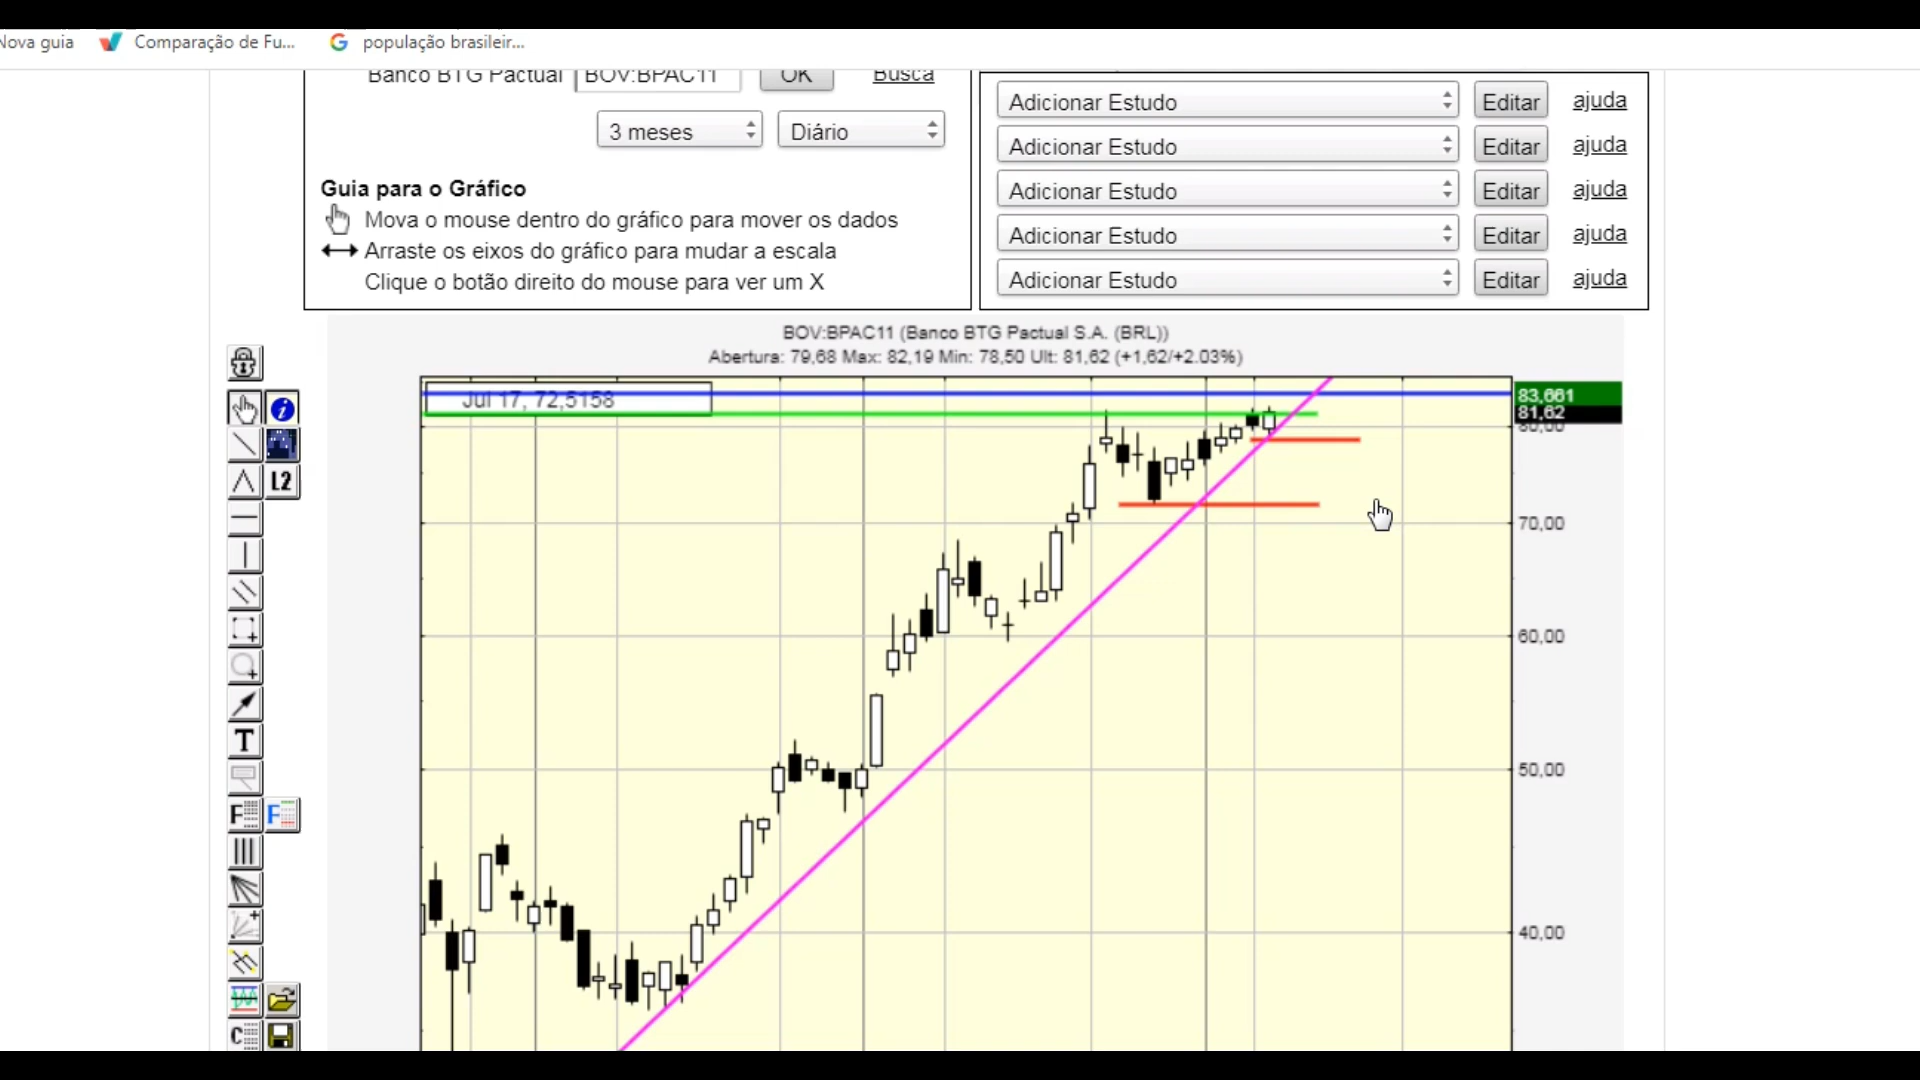 Nova guia Comparação de Fu... população brasileir...
Banco BTG Pactual BOV:BPAC11 OK Busca
3 meses Diário
Guia para o Gráfico
Mova o mouse dentro do gráfico para mover os dados
Arraste os eixos do gráfico para mudar a escala
Clique o botão direito do mouse para ver um X
Adicionar Estudo Editar ajuda
Adicionar Estudo Editar ajuda
Adicionar Estudo Editar ajuda
Adicionar Estudo Editar ajuda
Adicionar Estudo Editar ajuda
BOV:BPAC11 (Banco BTG Pactual S.A. (BRL))
Abertura: 79,68 Max: 82,19 Min: 78,50 Ult: 81,62 (+1,62/+2.03%)
Jul 17, 72,5158
83,661
81,62
80,00
70,00
60,00
50,00
40,00
L2
T
F F
C